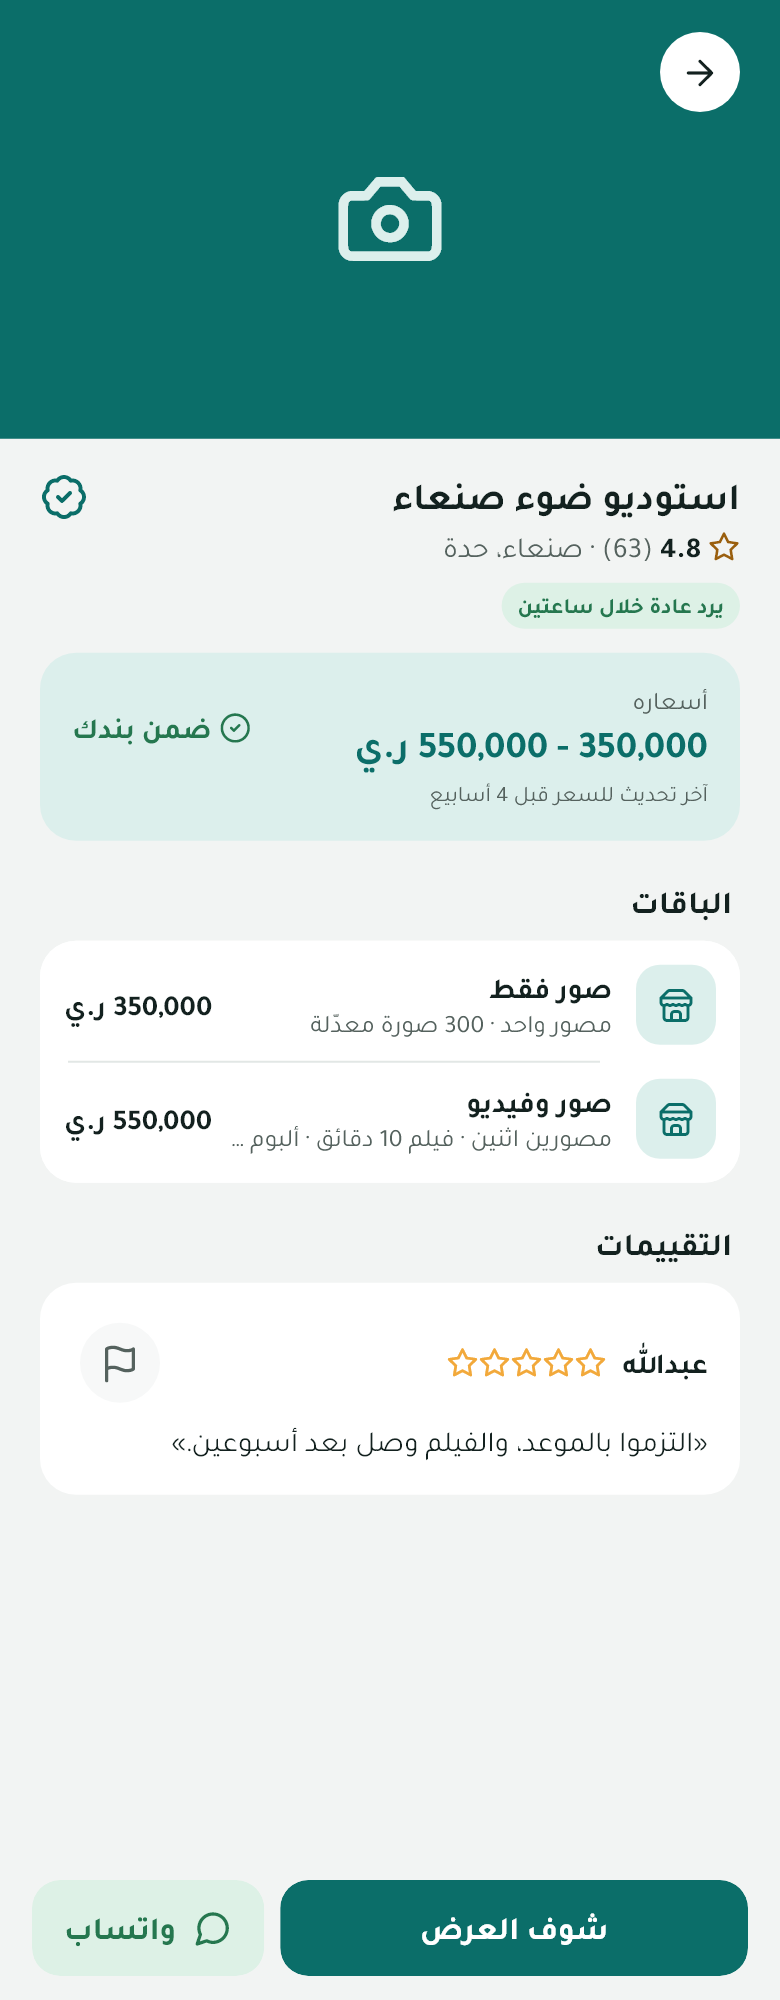 استوديو ضوء صنعاء
4.8 (63) · صنعاء، حدة
يرد عادة خلال ساعتين
أسعاره
350,000 - 550,000 ر.ي
ضمن بندك
آخر تحديث للسعر قبل 4 أسابيع
الباقات
صور فقط
350,000 ر.ي
مصور واحد · 300 صورة معدّلة
صور وفيديو
550,000 ر.ي
مصورين اثنين · فيلم 10 دقائق · ألبوم ...
التقييمات
عبدالله
«التزموا بالموعد، والفيلم وصل بعد أسبوعين.»
شوف العرض
واتساب